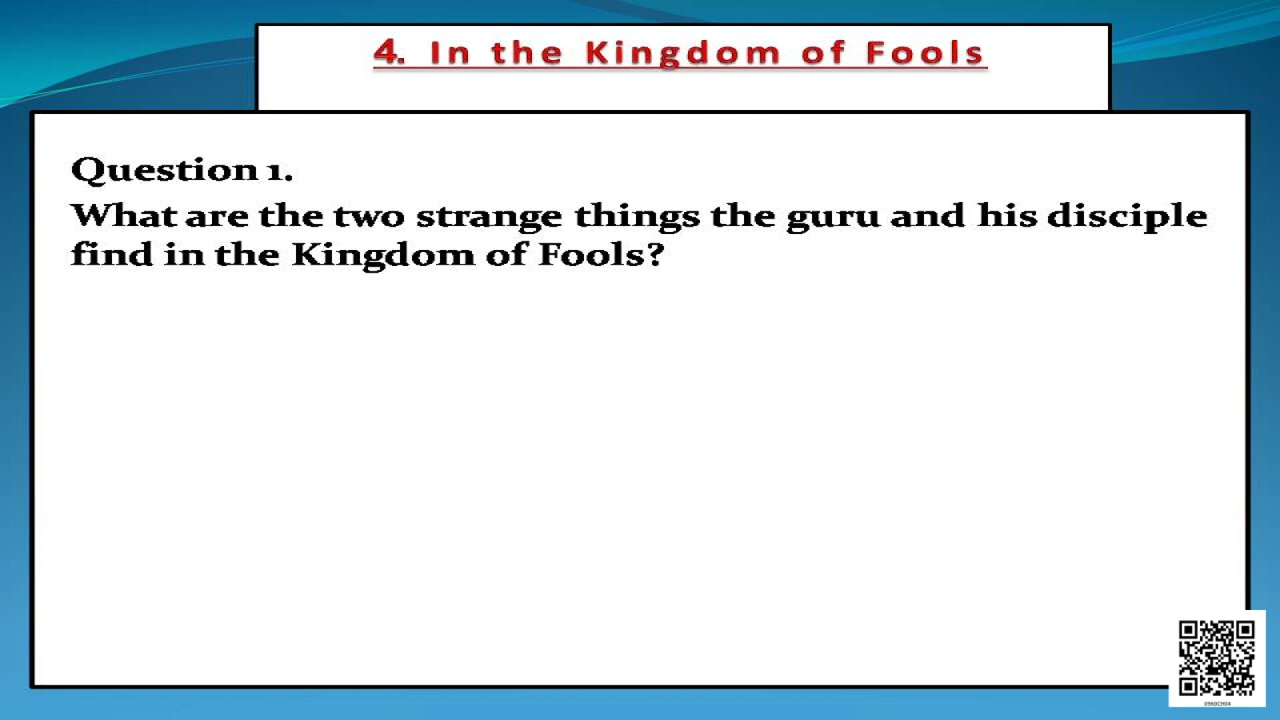 4. In the Kingdom of Fools
Question 1.
What are the two strange things the guru and his disciple
find in the Kingdom of Fools?
0960CH04